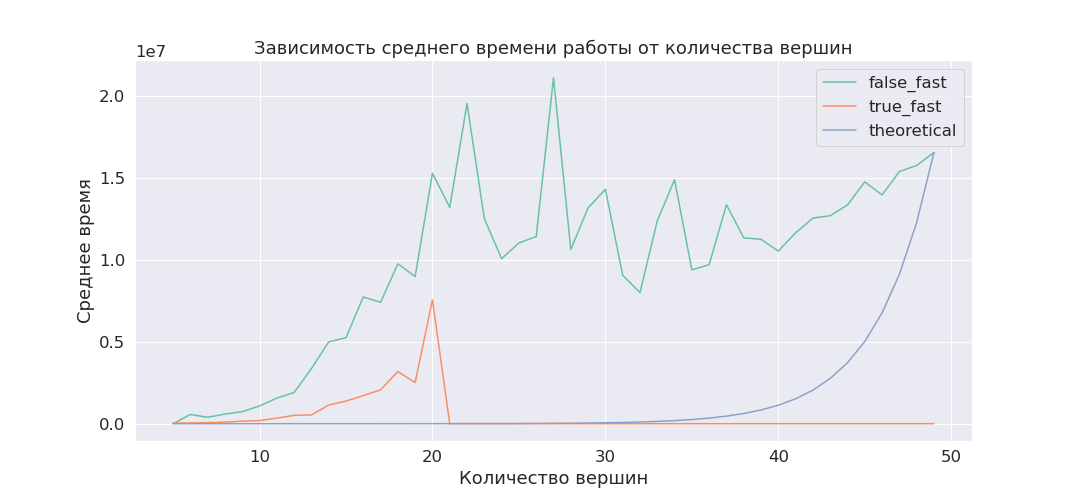 Зависимость среднего времени работы от количества вершин
1e7
false_fast
true_fast
theoretical
2.0
1.5
1.0
0.5
0.0
Среднее время
10 20 30 40 50
Количество вершин